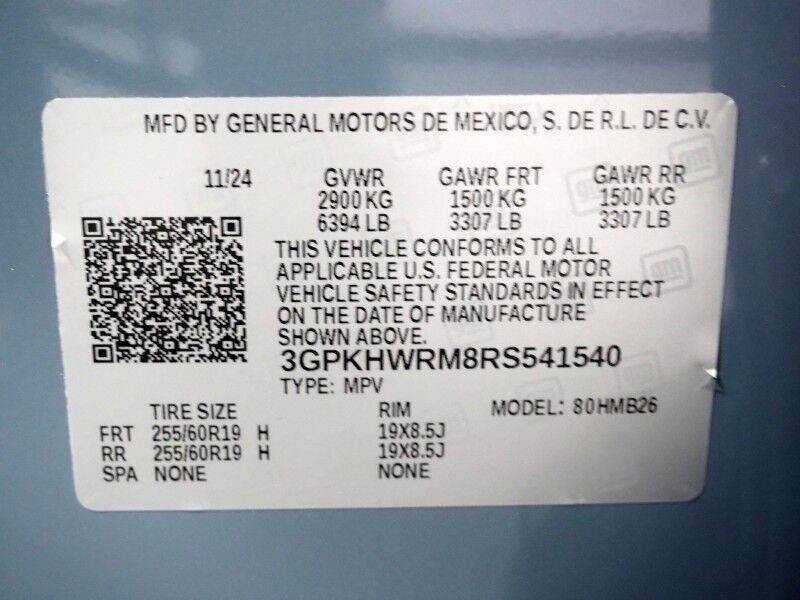 MFD BY GENERAL MOTORS DE MEXICO, S. DE R.L. DE C.V.
11/24 GVWR GAWR FRT GAWR RR
2900 KG 1500 KG 1500 KG
6394 LB 3307 LB 3307 LB
THIS VEHICLE CONFORMS TO ALL
APPLICABLE U.S. FEDERAL MOTOR
VEHICLE SAFETY STANDARDS IN EFFECT
ON THE DATE OF MANUFACTURE
SHOWN ABOVE.
3GPKHWRM8RS541540
TYPE: MPV
TIRE SIZE RIM MODEL: 80HMB26
FRT 255/60R19 H 19X8.5J
RR 255/60R19 H 19X8.5J
SPA NONE NONE